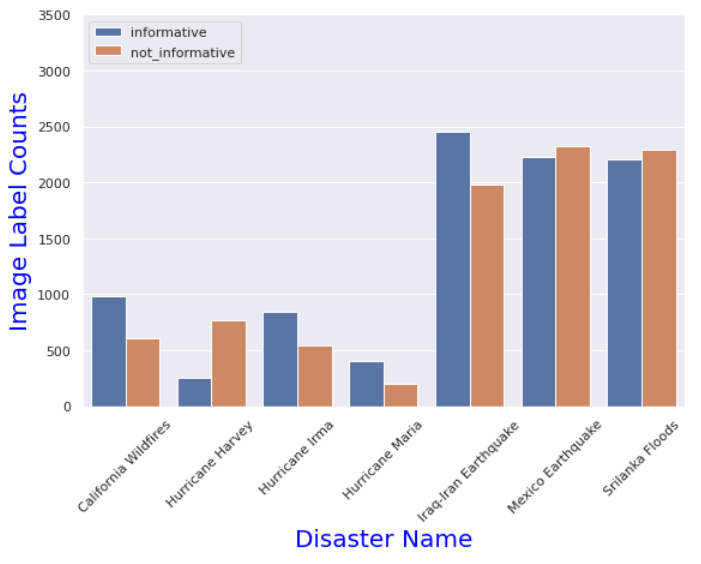 3500
3000
2500
2000
1500
1000
500
0
informative
not_informative
Image Label Counts
California Wildfires
Hurricane Harvey
Hurricane Irma
Hurricane Maria
Iraq-Iran Earthquake
Mexico Earthquake
Srilanka Floods
Disaster Name